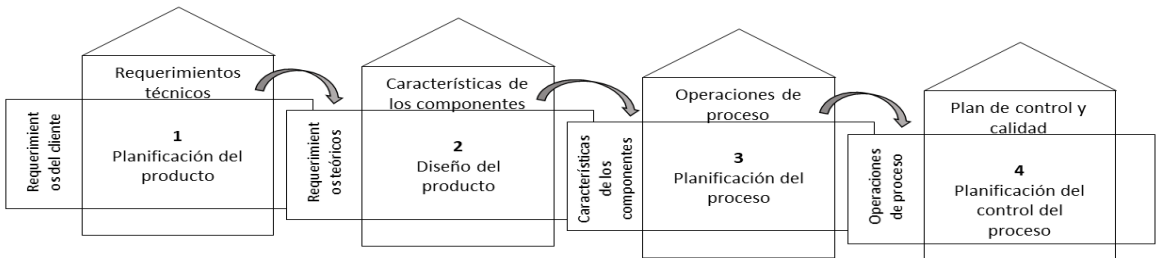 Requerimientos
técnicos
Requerimient
os del cliente
1
Planificación del
producto
Características de
los componentes
Requerimient
os teóricos
2
Diseño del
producto
Operaciones de
proceso
Características
de los
componentes
3
Planificación del
proceso
Plan de control y
calidad
Operaciones
de proceso
4
Planificación del
control del
proceso